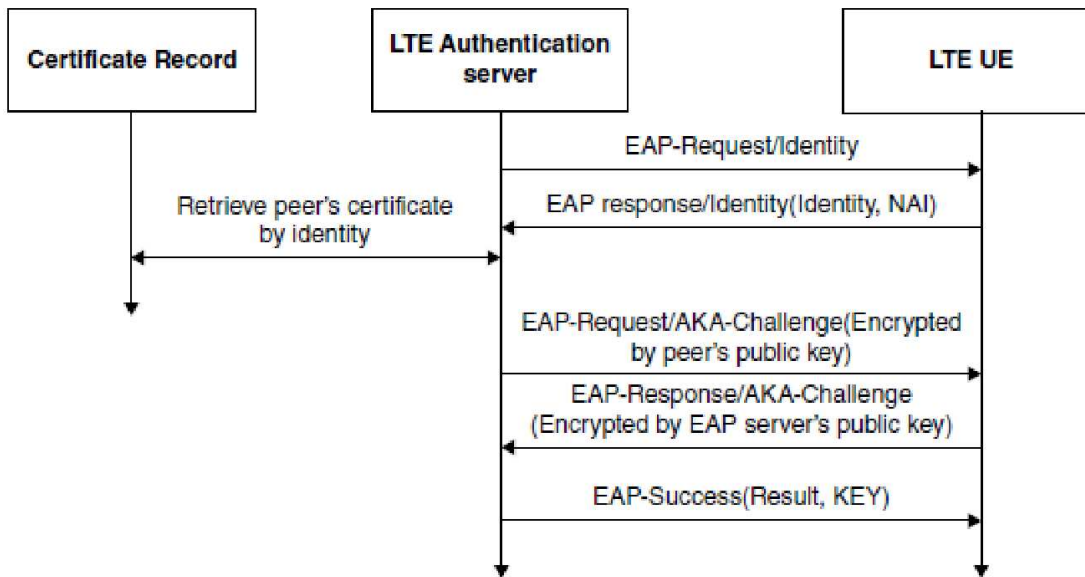 Certificate Record
LTE Authentication
server
LTE UE
EAP-Request/Identity
EAP response/Identity(Identity, NAI)
Retrieve peer's certificate
by identity
EAP-Request/AKA-Challenge(Encrypted
by peer's public key)
EAP-Response/AKA-Challenge
(Encrypted by EAP server's public key)
EAP-Success(Result, KEY)